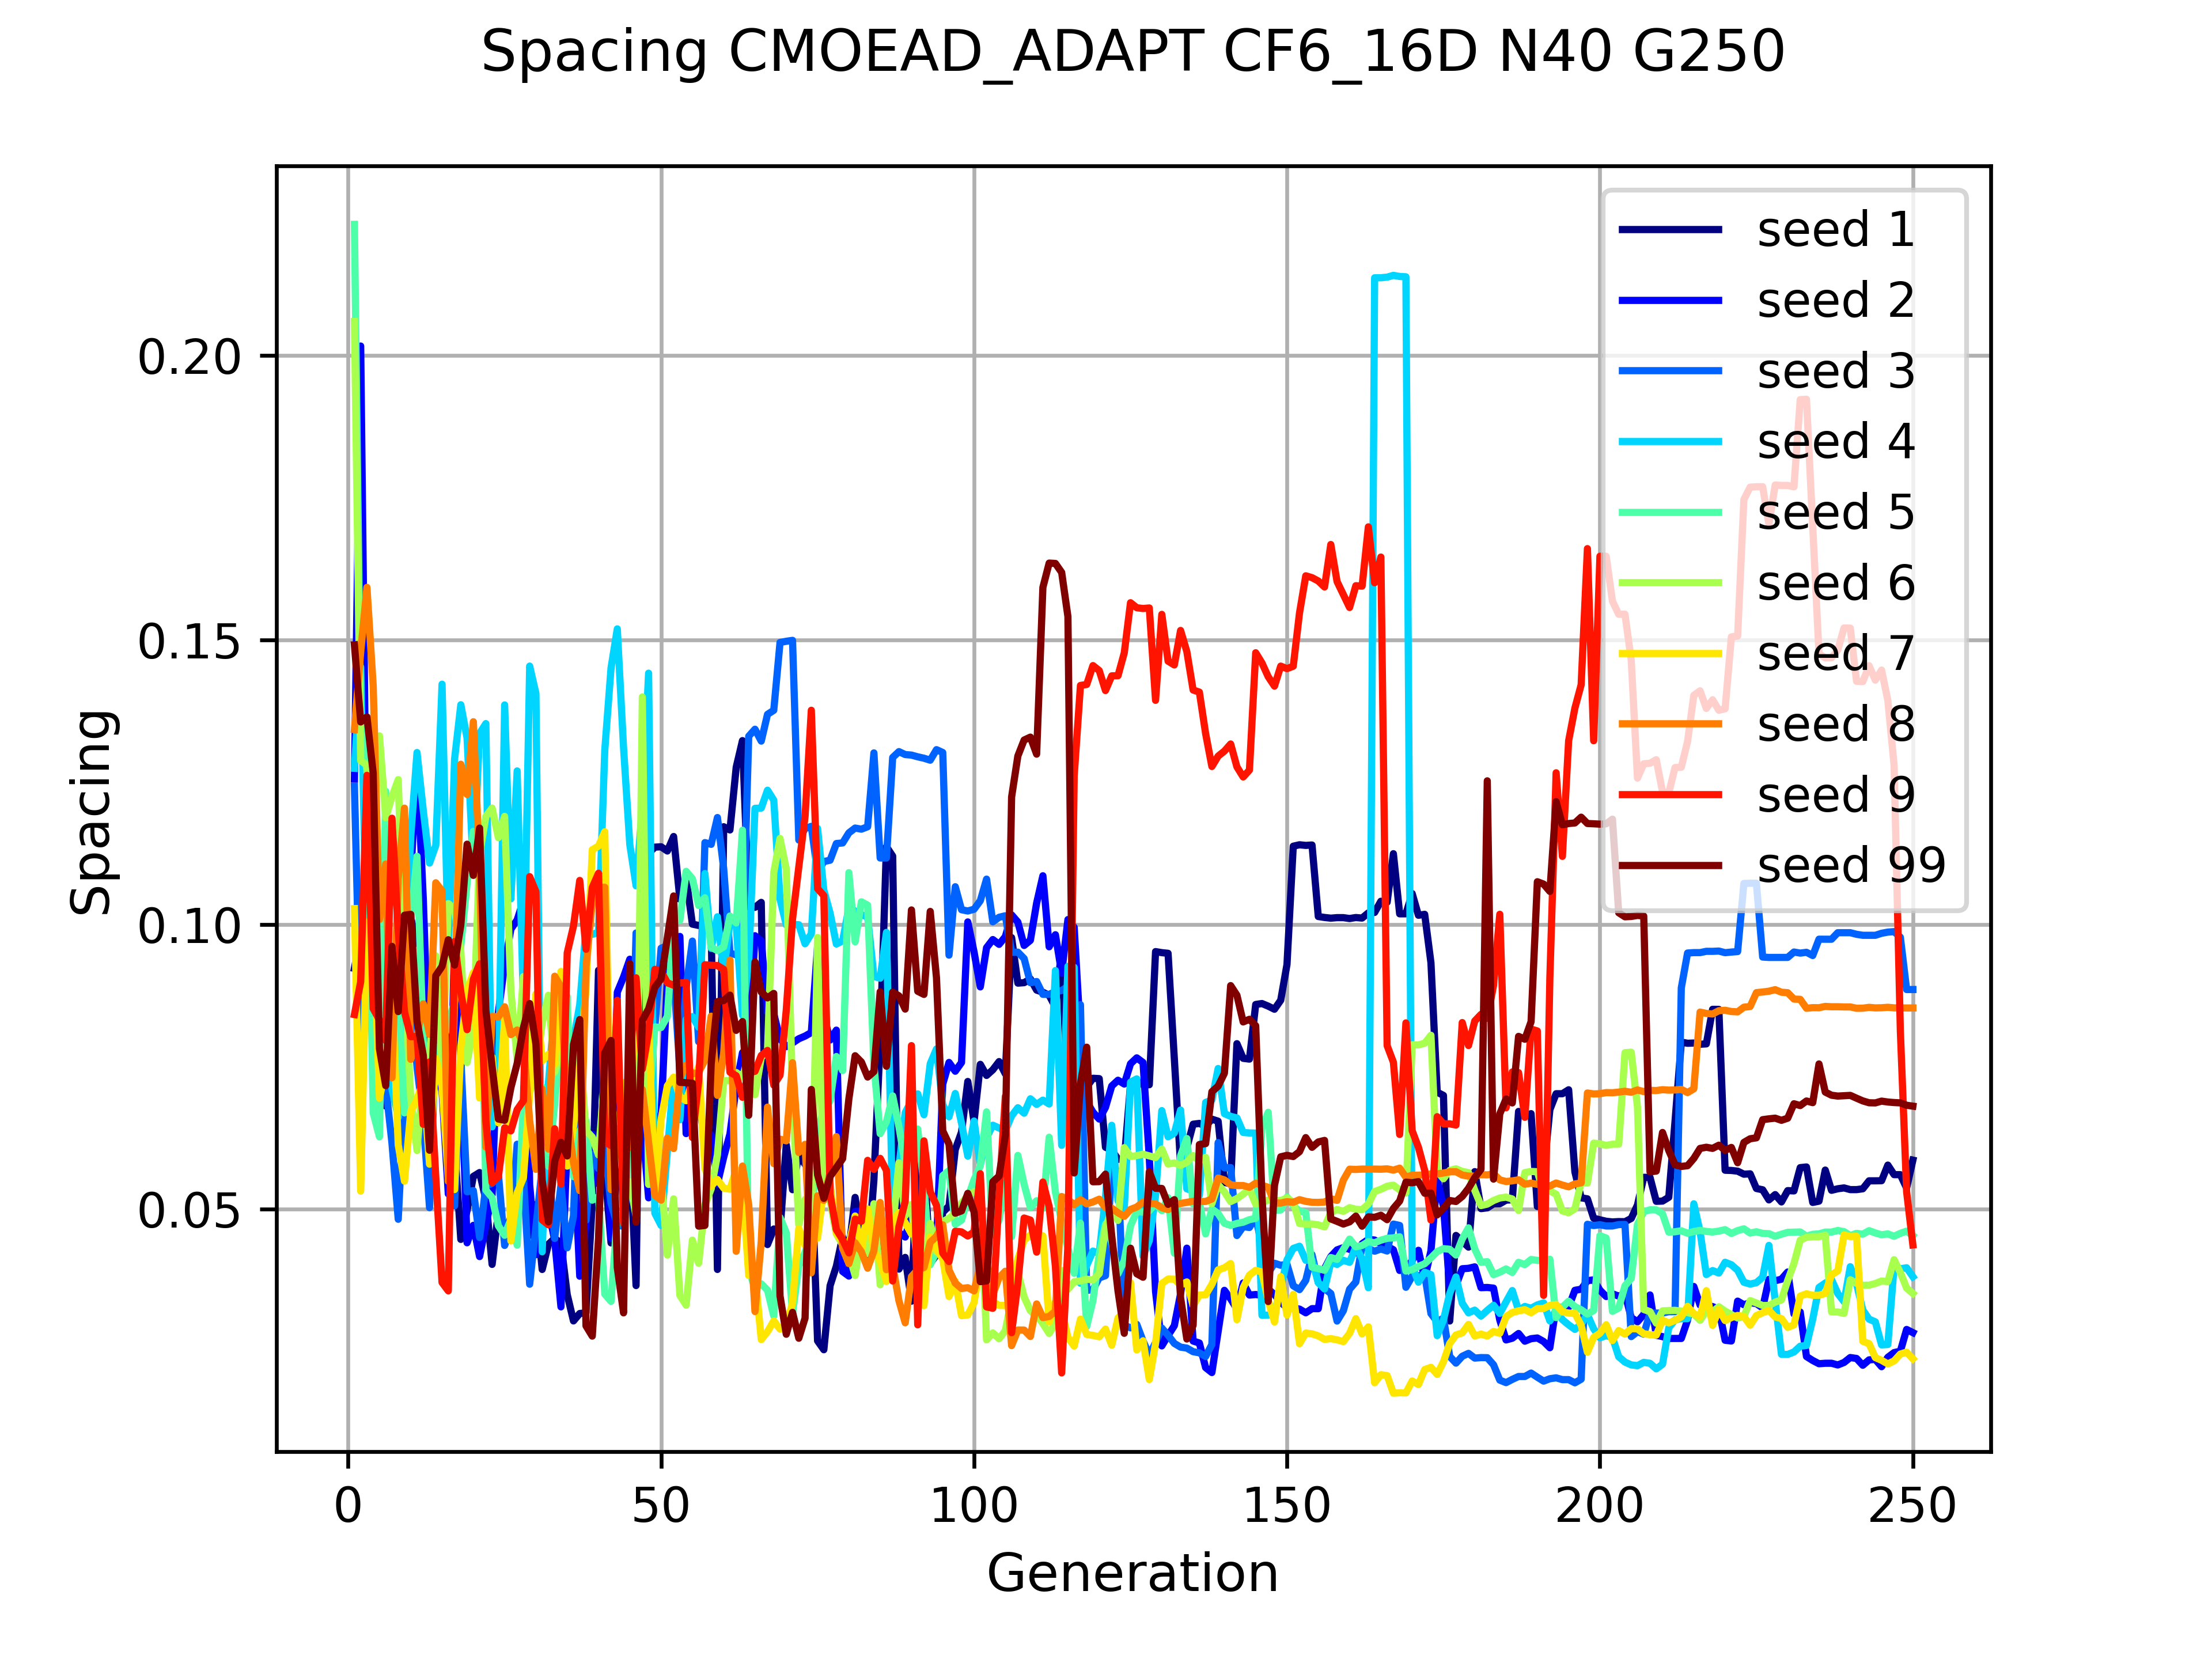 Spacing CMOEAD_ADAPT CF6_16D N40 G250
Spacing
0.20
0.15
0.10
0.05
0
50
100
150
200
250
Generation
seed 1
seed 2
seed 3
seed 4
seed 5
seed 6
seed 7
seed 8
seed 9
seed 99